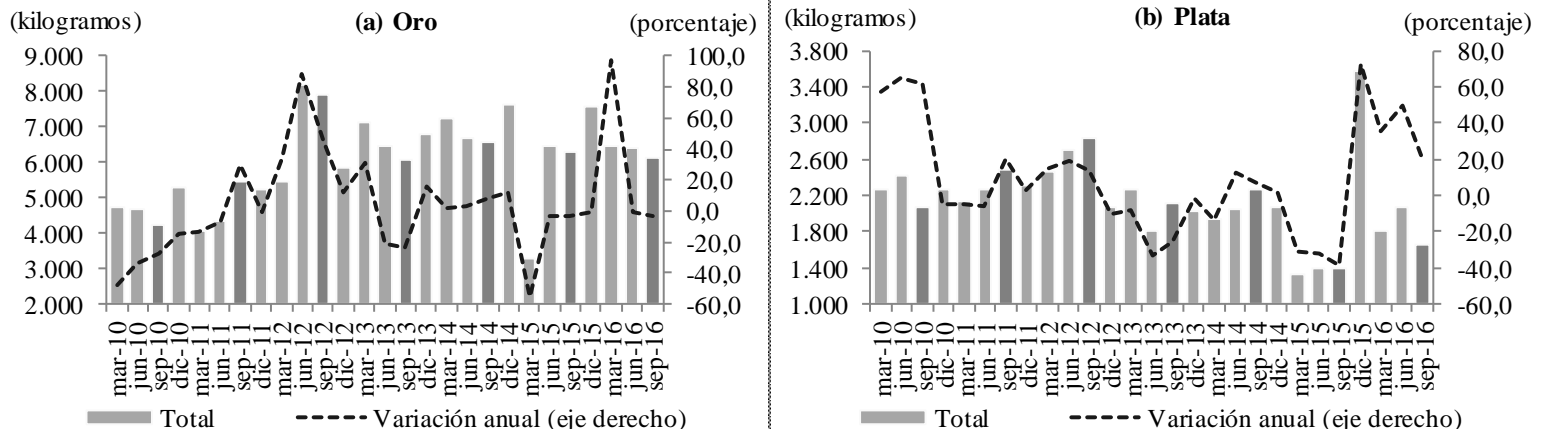 (kilogramos) (a) Oro (porcentaje)
9.000
8.000
7.000
6.000
5.000
4.000
3.000
2.000
100,0
80,0
60,0
40,0
20,0
0,0
-20,0
-40,0
-60,0
mar-10
jun-10
sep-10
dic-10
mar-11
jun-11
sep-11
dic-11
mar-12
jun-12
sep-12
dic-12
mar-13
jun-13
sep-13
dic-13
mar-14
jun-14
sep-14
dic-14
mar-15
jun-15
sep-15
dic-15
mar-16
jun-16
sep-16
Total Variación anual (eje derecho)
(kilogramos) (b) Plata (porcentaje)
3.800
3.400
3.000
2.600
2.200
1.800
1.400
1.000
80,0
60,0
40,0
20,0
0,0
-20,0
-40,0
-60,0
mar-10
jun-10
sep-10
dic-10
mar-11
jun-11
sep-11
dic-11
mar-12
jun-12
sep-12
dic-12
mar-13
jun-13
sep-13
dic-13
mar-14
jun-14
sep-14
dic-14
mar-15
jun-15
sep-15
dic-15
mar-16
jun-16
sep-16
Total Variación anual (eje derecho)